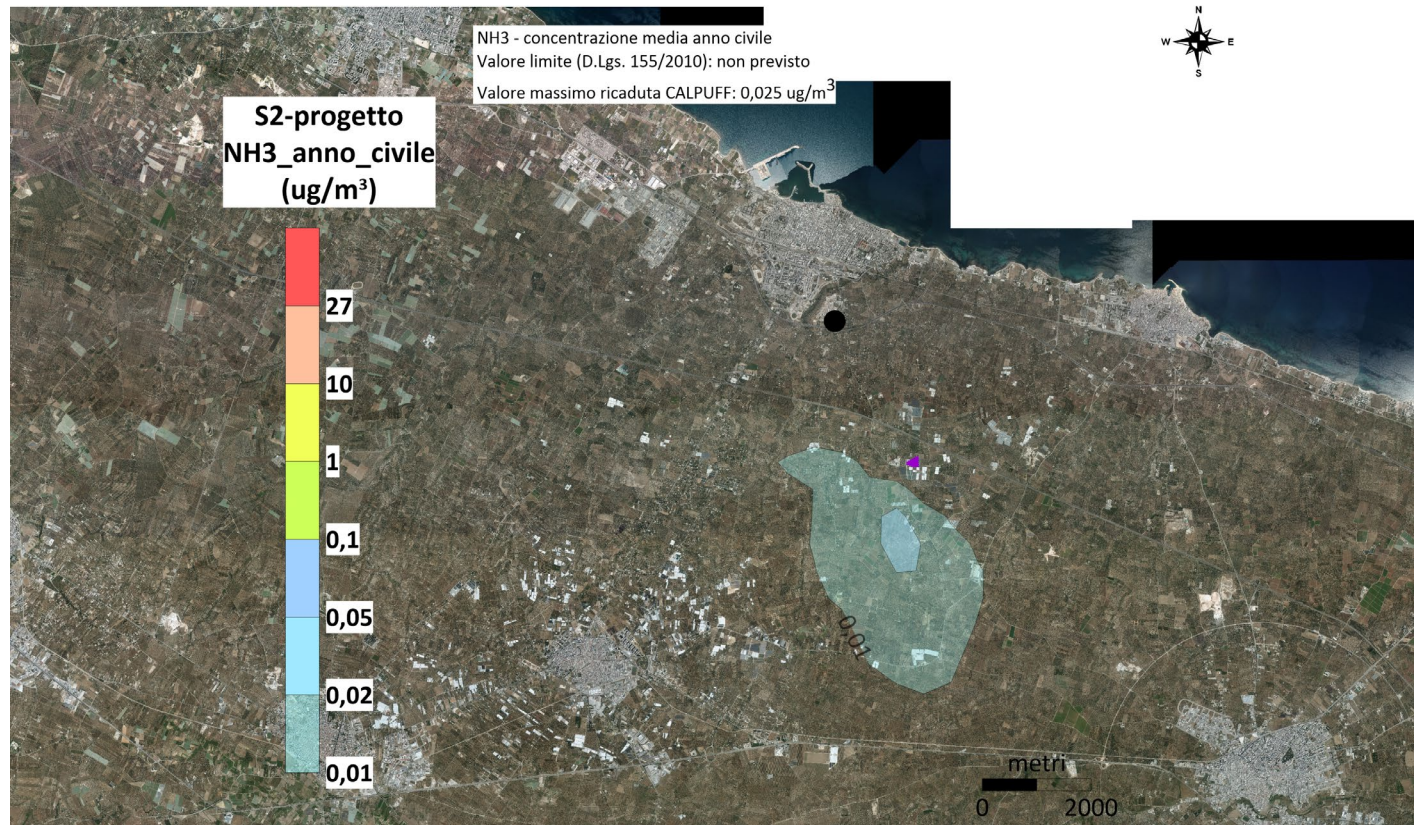 N
W E
S
NH3 - concentrazione media anno civile
Valore limite (D.Lgs. 155/2010): non previsto
Valore massimo ricaduta CALPUFF: 0,025 ug/m³
S2-progetto
NH3_anno_civile
(ug/m³)
27
10
1
0,1
0,05
0,02
0,01
0,01
metri
0 2000